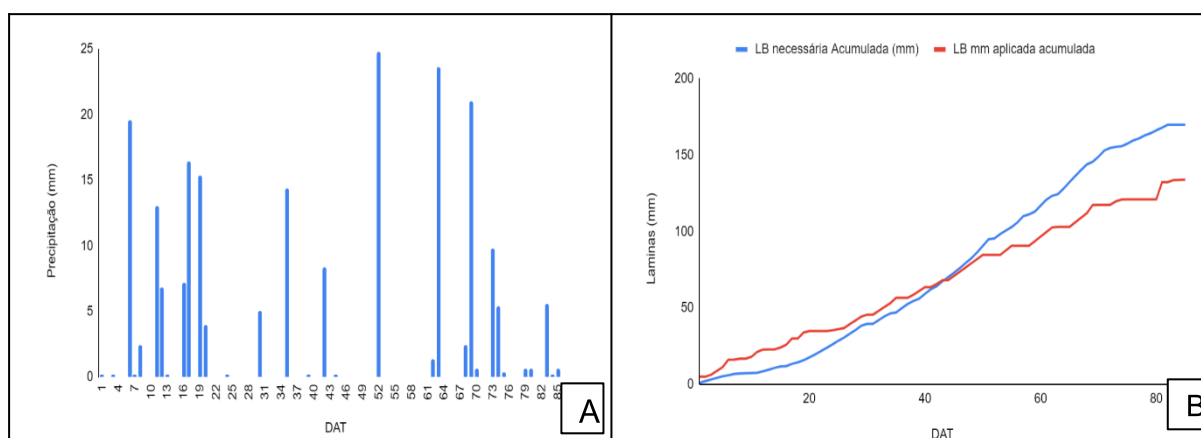 25
20
15
10
5
0
Precipitação (mm)
1 4 7 10 13 16 19 22 25 28 31 34 37 40 43 46 49 52 55 58 61 64 67 70 73 76 79 82 85
DAT
A
LB necessária Acumulada (mm) LB mm aplicada acumulada
200
150
100
50
0
Laminas (mm)
20 40 60 80
DAT
B